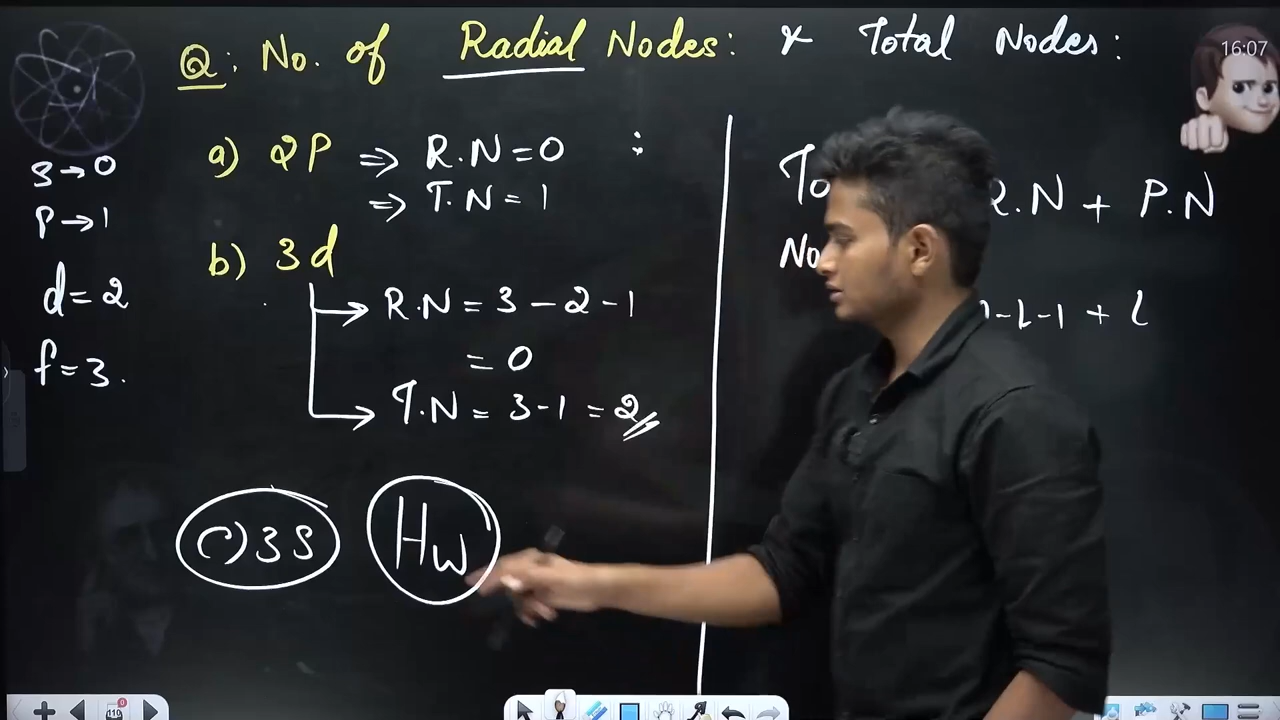 Q: No. of Radial Nodes: & Total Nodes:
16:07
s→0
P→1
d=2
f=3.
a) 2P ⇒ R.N=0 :
⇒ T.N=1
b) 3d
R.N = 3-2-1
= 0
T.N = 3-1 = 2
c) 3S HW
R.N + P.N
-l-1 + l